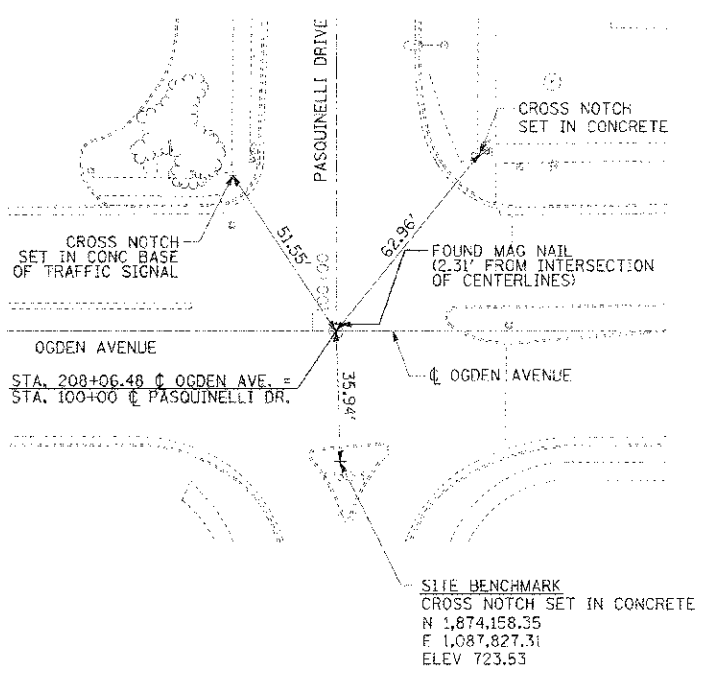 PASQUINELLI DRIVE
CROSS NOTCH
SET IN CONCRETE
CROSS NOTCH
SET IN CONC BASE
OF TRAFFIC SIGNAL
51.55'
62.96'
100+00
FOUND MAG NAIL
(2.31' FROM INTERSECTION
OF CENTERLINES)
OGDEN AVENUE
STA. 208+06.48 ℄ OGDEN AVE. =
STA. 100+00 ℄ PASQUINELLI DR.
35.94'
℄ OGDEN AVENUE
SITE BENCHMARK
CROSS NOTCH SET IN CONCRETE
N 1,874,158.35
E 1,087,827.31
ELEV 723.53